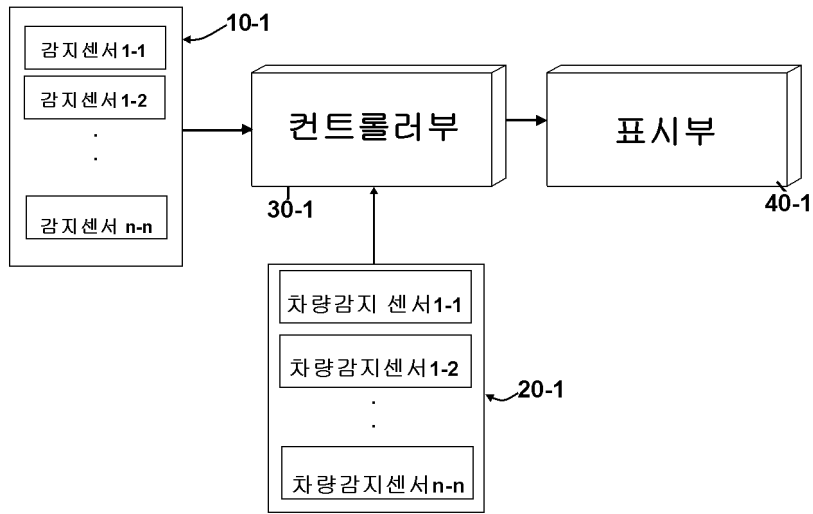 10-1
감지센서1-1
감지센서1-2
.
.
감지센서 n-n
컨트롤러부
30-1
표시부
40-1
차량감지 센서1-1
차량감지센서1-2
.
.
차량감지센서n-n
20-1